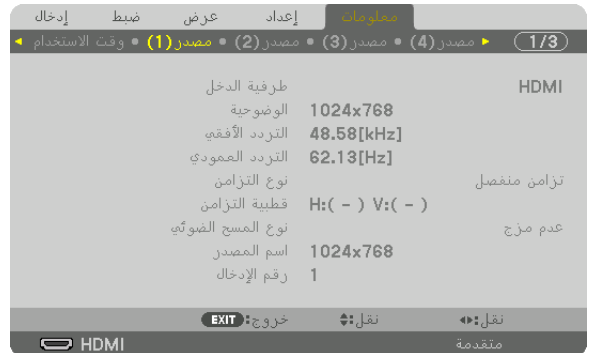 إدخال ضبط عرض إعداد معلومات
وقت الاستخدام • مصدر(1) • مصدر(2) • مصدر(3) • مصدر(4) 1/3
طرفية الدخل HDMI
الوضوحية 1024x768
التردد الأفقي 48.58[kHz]
التردد العمودي 62.13[Hz]
نوع التزامن تزامن منفصل
قطبية التزامن H:( – ) V:( – )
نوع المسح الضوئي عدم مزج
اسم المصدر 1024x768
رقم الإدخال 1
EXIT:خروج نقل: نقل:
HDMI متقدمة